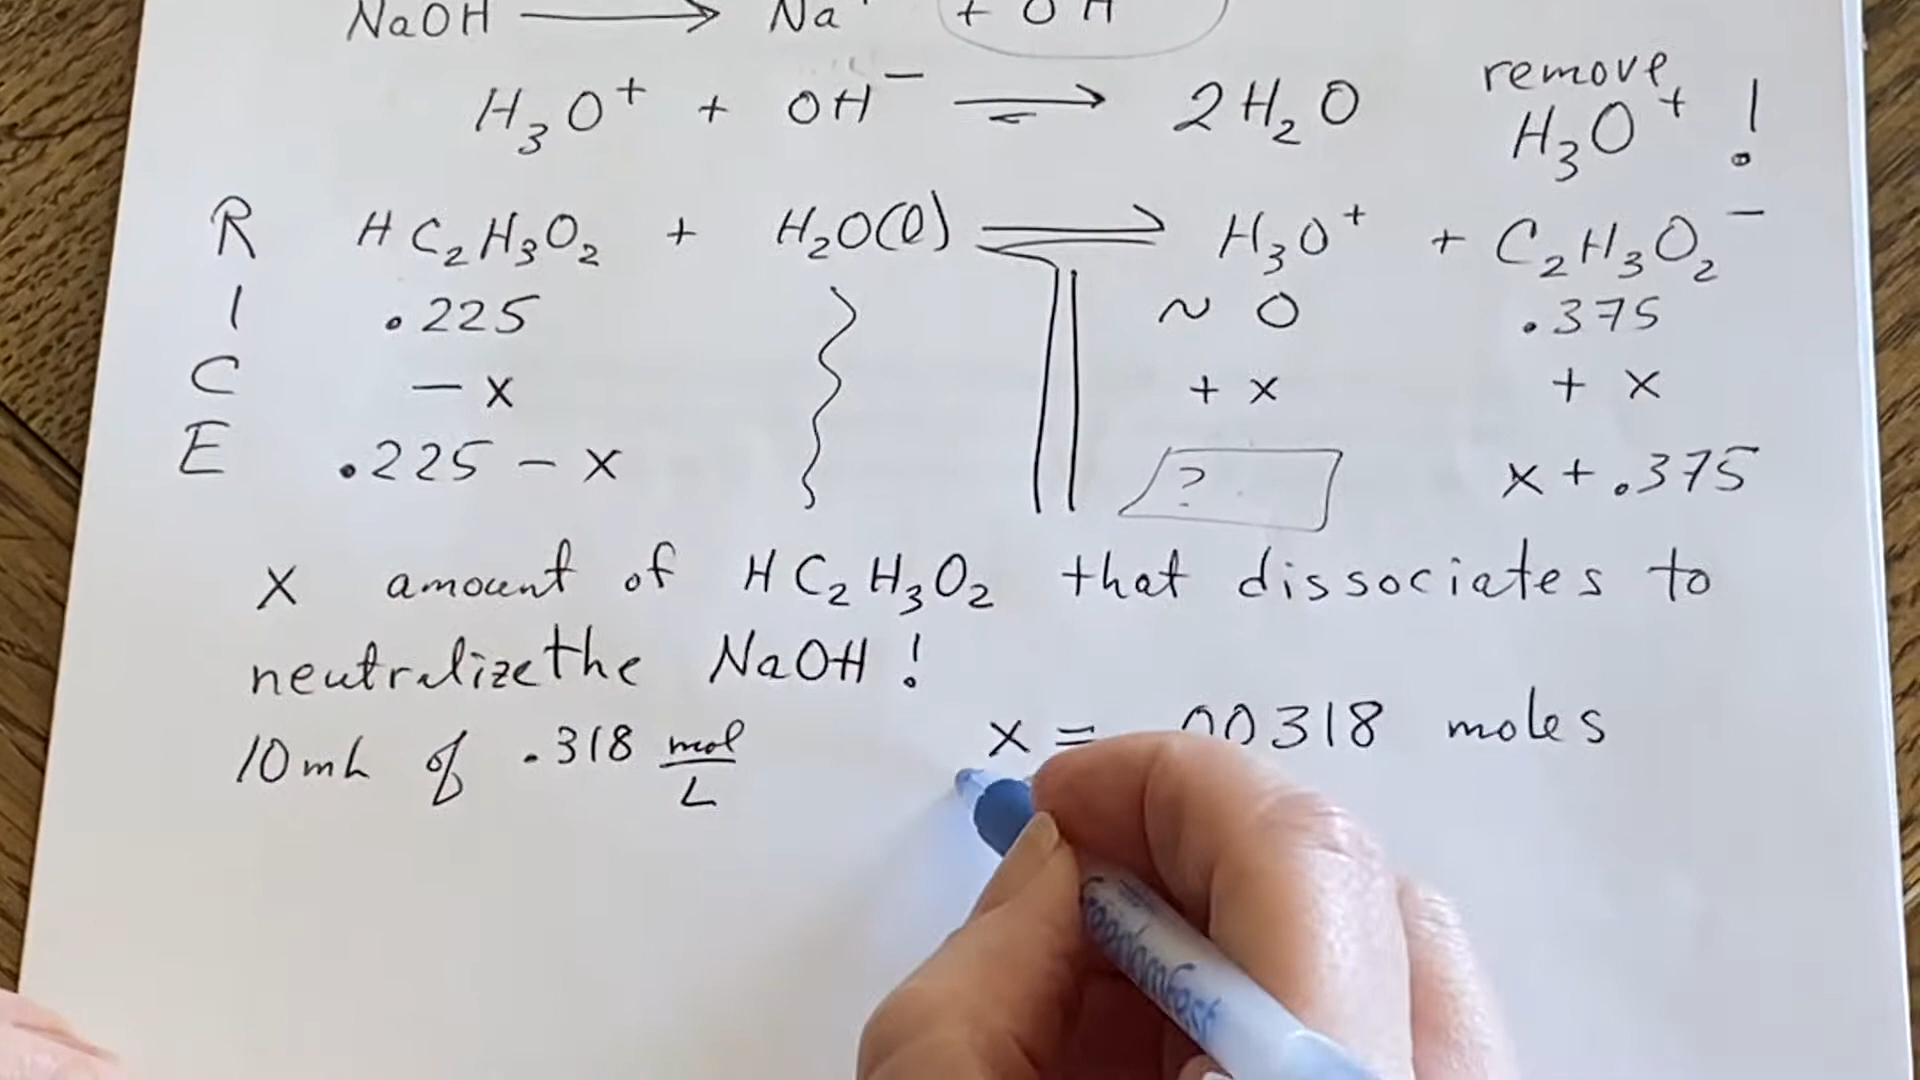 NaOH ⟶ Na⁺ + OH
H₃O⁺ + OH⁻ ⇌ 2H₂O
remove
H₃O⁺ !
R HC₂H₃O₂ + H₂O(l) ⇌ H₃O⁺ + C₂H₃O₂⁻
I .225 ~ 0 .375
C - x + x + x
E .225 - x ? x + .375
X amount of HC₂H₃O₂ that dissociates to
neutralize the NaOH !
10 mL of .318 mol/L x = 00318 moles